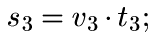 s₃ = v₃ · t₃;